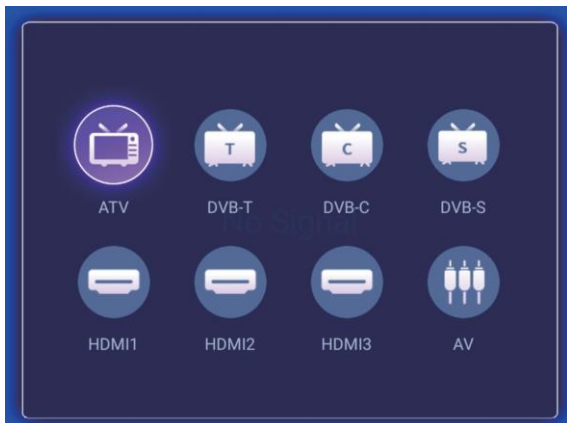 T
C
S
ATV
DVB-T
DVB-C
DVB-S
No Signal
HDMI1
HDMI2
HDMI3
AV